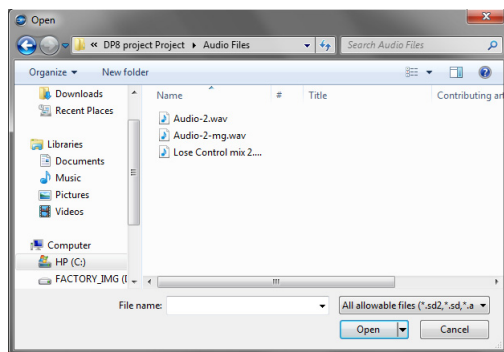 Open
« DP8 project Project Audio Files
Search Audio Files
Organize New folder
Downloads
Recent Places
Libraries
Documents
Music
Pictures
Videos
Computer
HP (C:)
FACTORY_IMG (
Name # Title Contributing art
Audio-2.wav
Audio-2-mg.wav
Lose Control mix 2....
File name:
All allowable files (*.sd2,*.sd,*.a
Open
Cancel